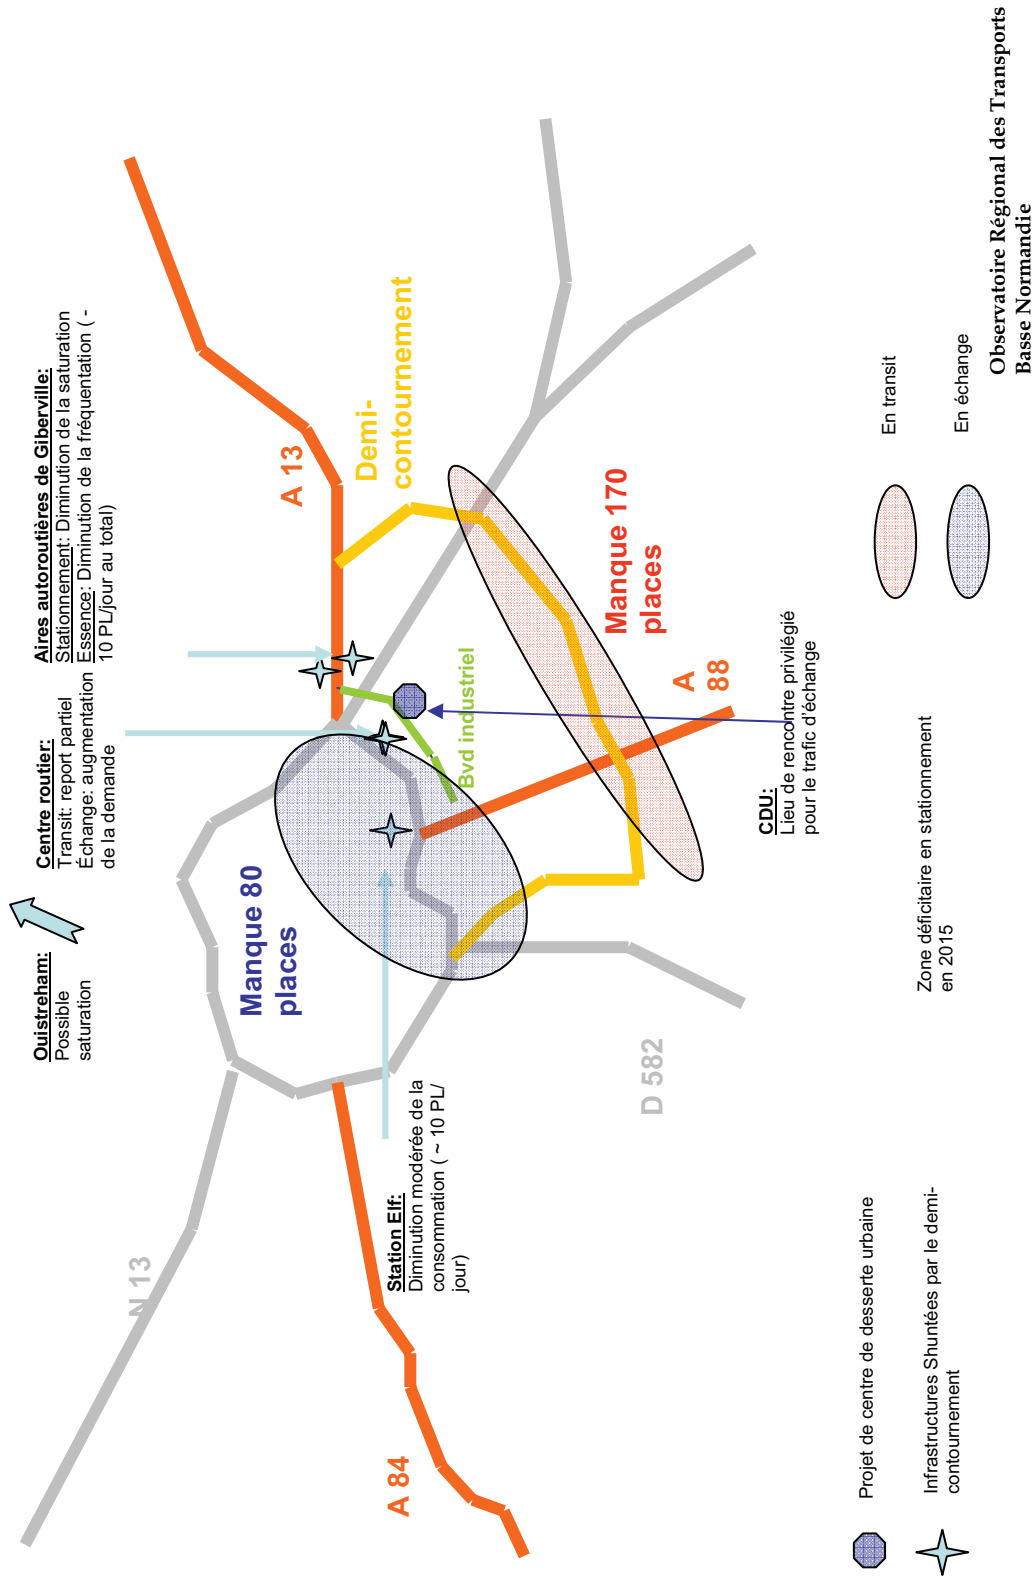 Ouistreham:
Possible
saturation
Centre routier:
Transit: report partiel
Échange: augmentation
de la demande
Aires autoroutières de Giberville:
Stationnement: Diminution de la saturation
Essence: Diminution de la fréquentation ( -
10 PL/jour au total)
N 13
A 13
Demi-
contournement
Manque 80
places
Bvd industriel
Manque 170
places
A
88
A 84
Station Elf:
Diminution modérée de la
consommation ( ~ 10 PL/
jour)
D 582
CDU:
Lieu de rencontre privilégié
pour le trafic d'échange
Projet de centre de desserte urbaine
Infrastructures Shuntées par le demi-
contournement
Zone déficitaire en stationnement
en 2015
En transit
En échange
Observatoire Régional des Transports
Basse Normandie